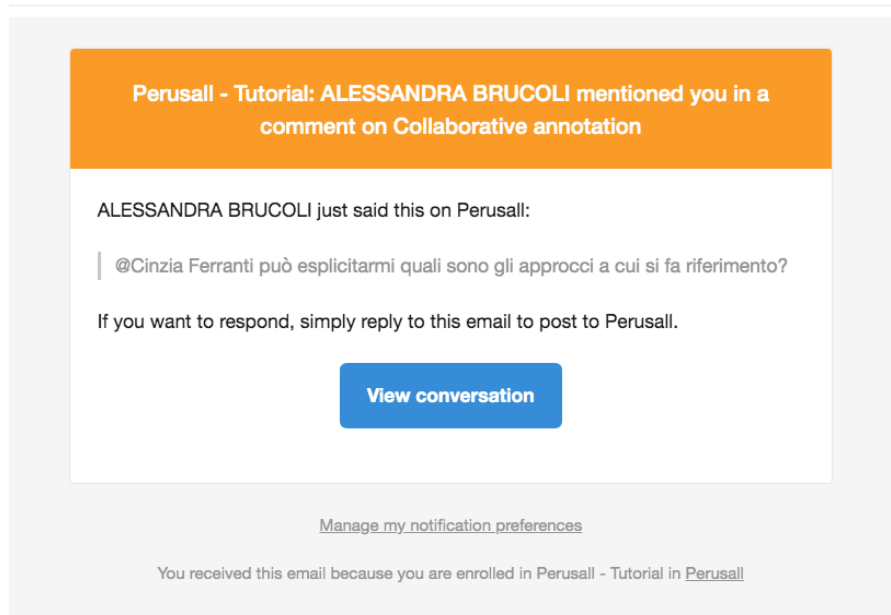 Perusall - Tutorial: ALESSANDRA BRUCOLI mentioned you in a
comment on Collaborative annotation
ALESSANDRA BRUCOLI just said this on Perusall:
@Cinzia Ferranti può esplicitarmi quali sono gli approcci a cui si fa riferimento?
If you want to respond, simply reply to this email to post to Perusall.
View conversation
Manage my notification preferences
You received this email because you are enrolled in Perusall - Tutorial in Perusall